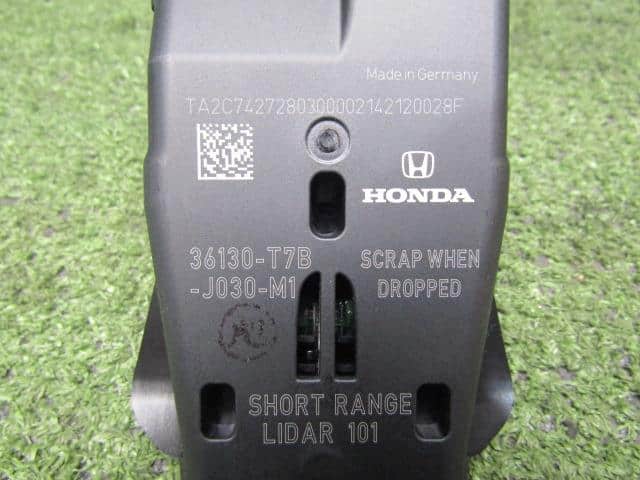 Made in Germany
TA2C7427280300002142120028F
HONDA
36130-T7B
-J030-M1
SCRAP WHEN
DROPPED
SHORT RANGE
LIDAR 101